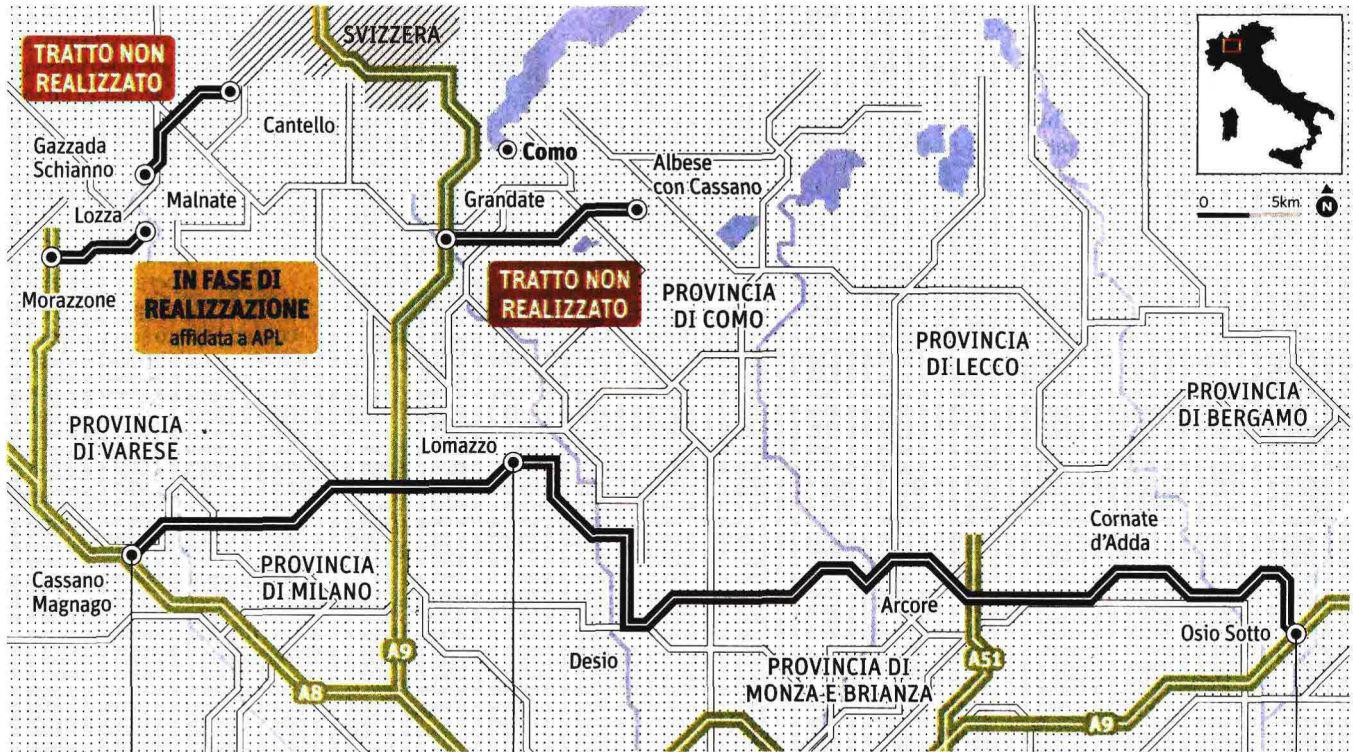 SVIZZERA
TRATTO NON
REALIZZATO
Cantello
Gazzada
Schianno
Como
Albese
con Cassano
Malnate
Grandate
Lozza
0 5km
N
IN FASE DI
REALIZZAZIONE
affidata a APL
TRATTO NON
REALIZZATO
Morazzone
PROVINCIA
DI COMO
PROVINCIA
DI LECCO
PROVINCIA
DI BERGAMO
PROVINCIA
DI VARESE
Lomazzo
Cornate
d'Adda
PROVINCIA
DI MILANO
Cassano
Magnago
Arcore
Osio Sotto
Desio
A9
A51
PROVINCIA DI
MONZA E BRIANZA
A8
A9